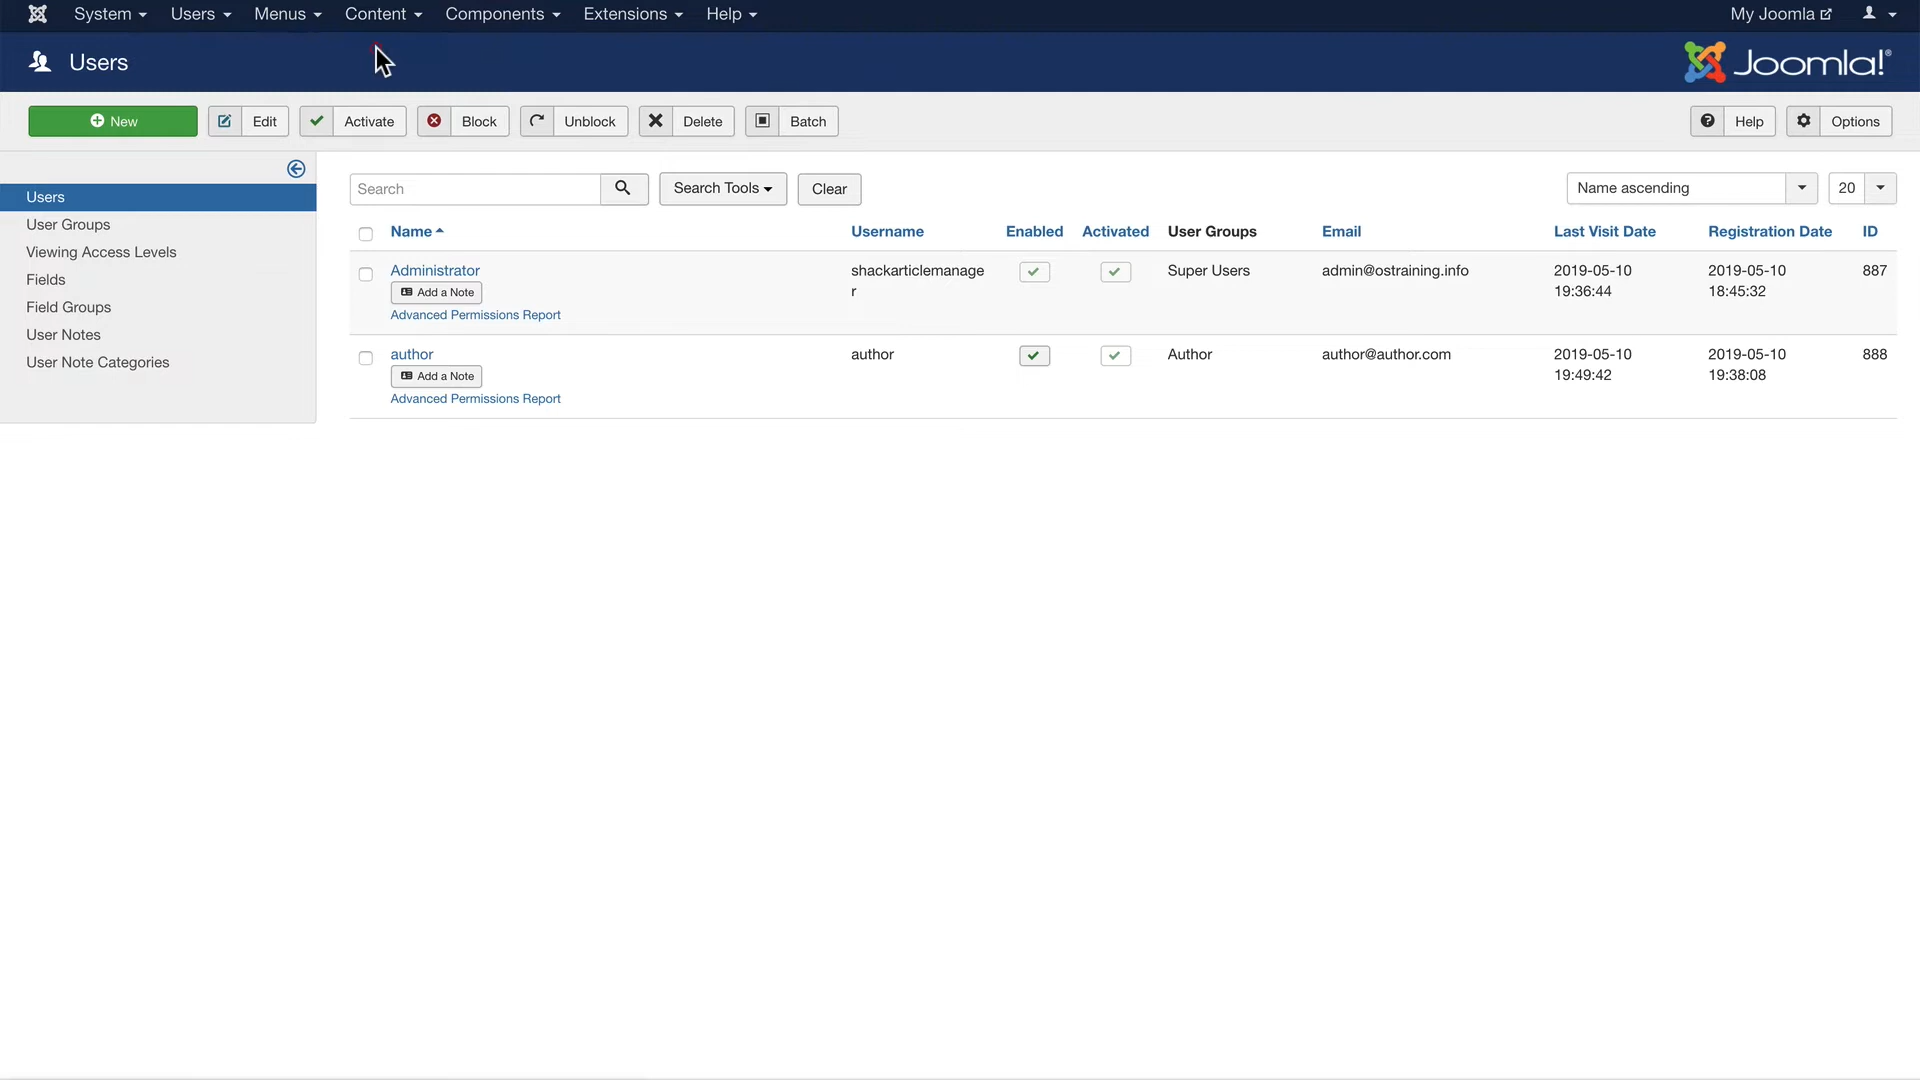 System Users Menus Content Components Extensions Help My Joomla
Users Joomla!®
New Edit Activate Block Unblock Delete Batch Help Options
Users
User Groups
Viewing Access Levels
Fields
Field Groups
User Notes
User Note Categories
Search Search Tools Clear Name ascending 20
Name Username Enabled Activated User Groups Email Last Visit Date Registration Date ID
Administrator shackarticlemanage Super Users admin@ostraining.info 2019-05-10 2019-05-10 887
Add a Note r 19:36:44 18:45:32
Advanced Permissions Report
author author Author author@author.com 2019-05-10 2019-05-10 888
Add a Note 19:49:42 19:38:08
Advanced Permissions Report